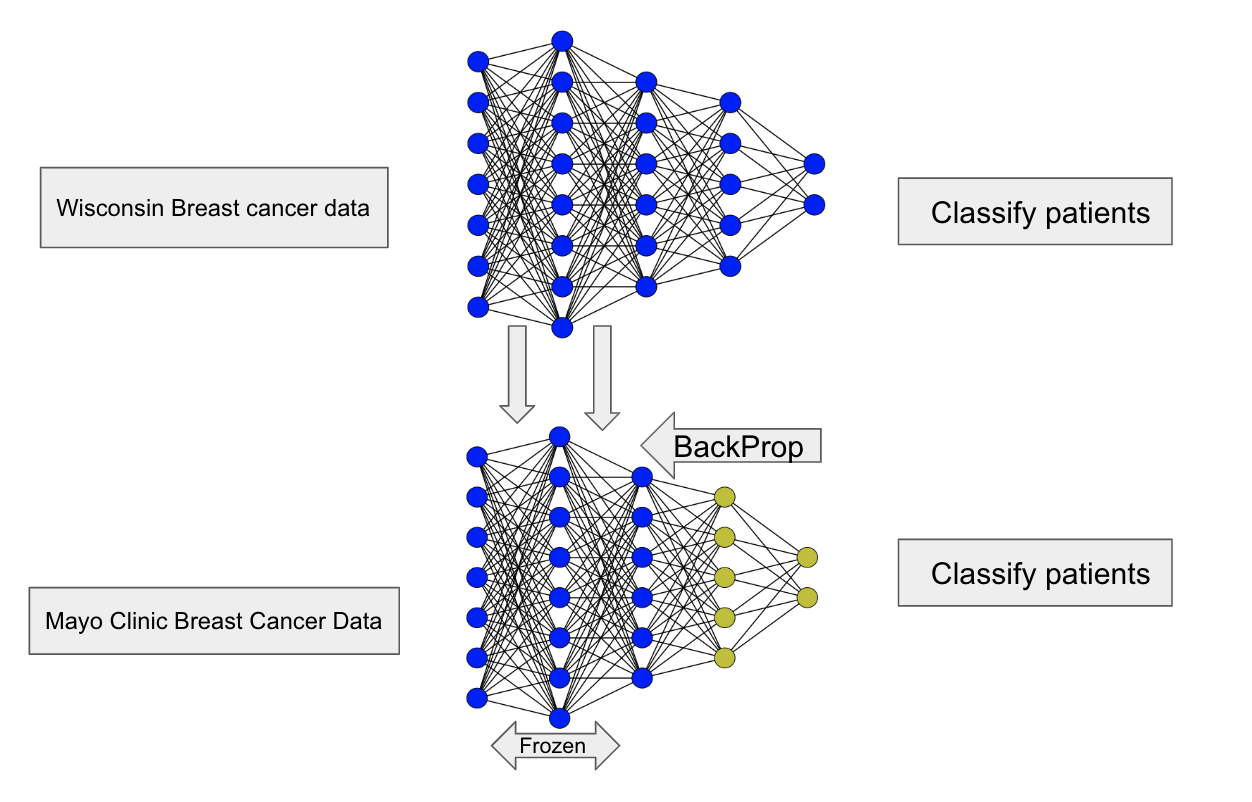 Wisconsin Breast cancer data
Classify patients
BackProp
Classify patients
Mayo Clinic Breast Cancer Data
Frozen